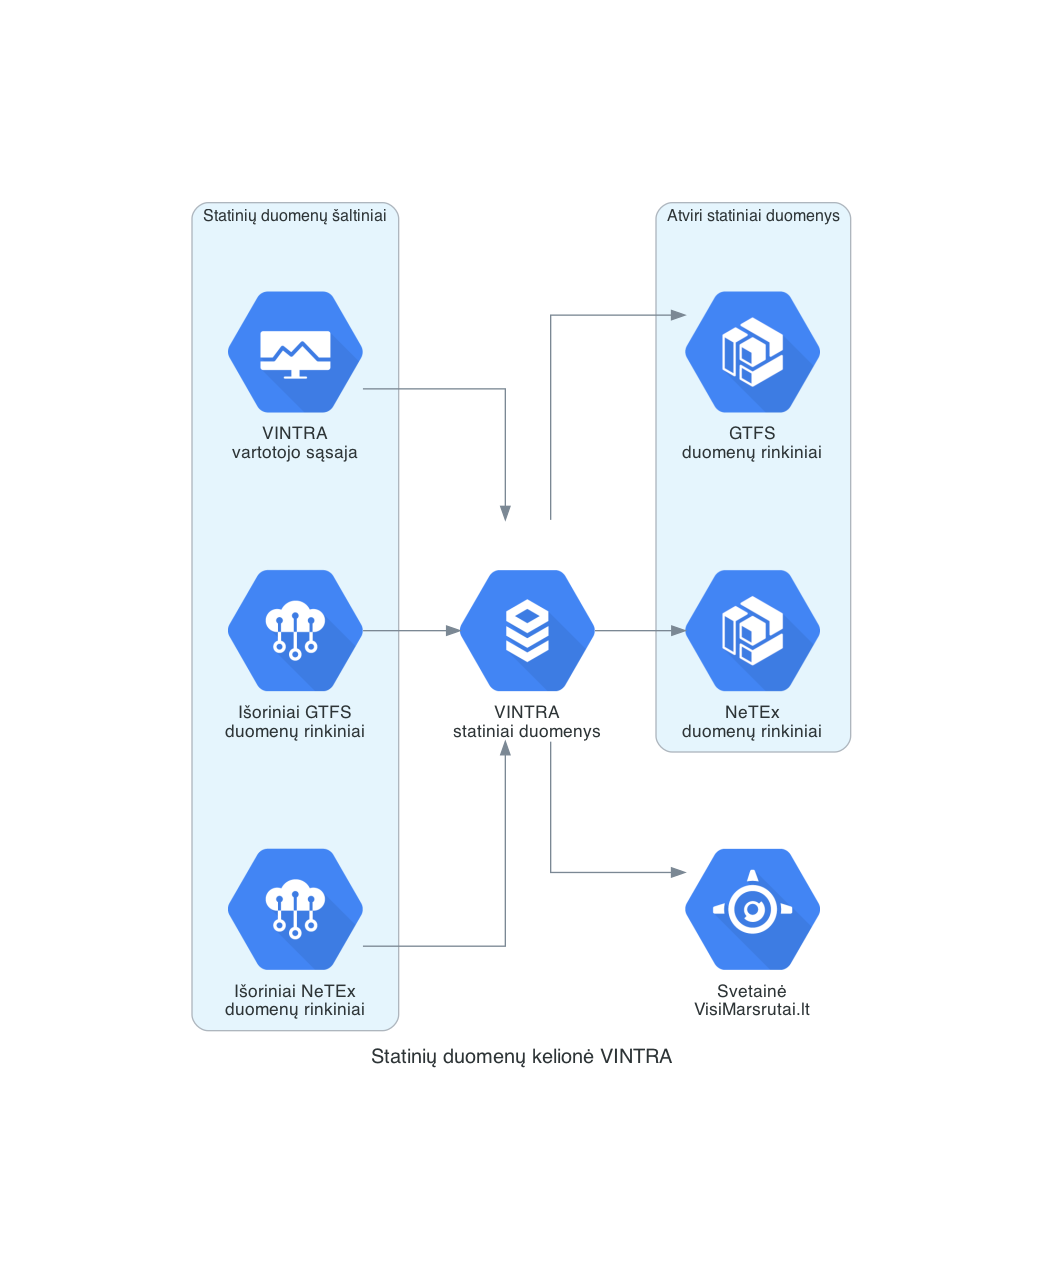 Statinių duomenų šaltiniai
VINTRA
vartotojo sąsaja
Išoriniai GTFS
duomenų rinkiniai
Išoriniai NeTEx
duomenų rinkiniai
VINTRA
statiniai duomenys
Atviri statiniai duomenys
GTFS
duomenų rinkiniai
NeTEx
duomenų rinkiniai
Svetainė
VisiMarsrutai.lt
Statinių duomenų kelionė VINTRA